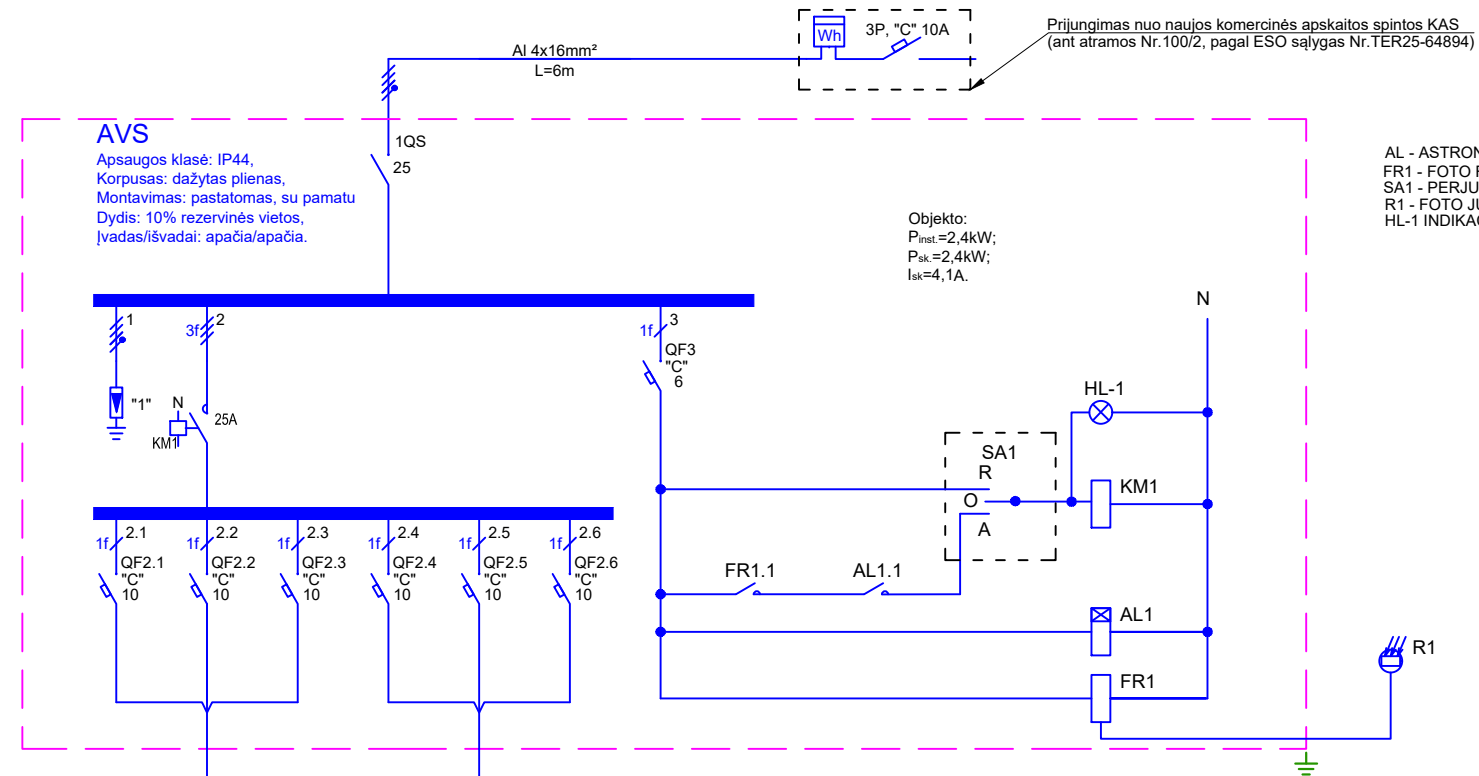 Wh
3P, "C" 10A
Prijungimas nuo naujos komercinės apskaitos spintos KAS
(ant atramos Nr.100/2, pagal ESO sąlygas Nr.TER25-64894)
Al 4x16mm²
L=6m
AVS
Apsaugos klasė: IP44,
Korpusas: dažytas plienas,
Montavimas: pastatomas, su pamatu
Dydis: 10% rezervinės vietos,
Įvadas/išvadai: apačia/apačia.
1QS
25
AL - ASTRON
FR1 - FOTO
SA1 - PERJU
R1 - FOTO JU
HL-1 INDIKA
Objekto:
Pinst.=2,4kW;
Psk.=2,4kW;
Isk=4,1A.
N
1
3f 2
1f 3
QF3
"C"
6
"1"
N
25A
KM1
HL-1
SA1
R
KM1
O
A
2.1
2.2
2.3
2.4
2.5
2.6
1f
1f
1f
1f
1f
1f
QF2.1
"C"
10
QF2.2
"C"
10
QF2.3
"C"
10
QF2.4
"C"
10
QF2.5
"C"
10
QF2.6
"C"
10
FR1.1
AL1.1
AL1
R1
FR1